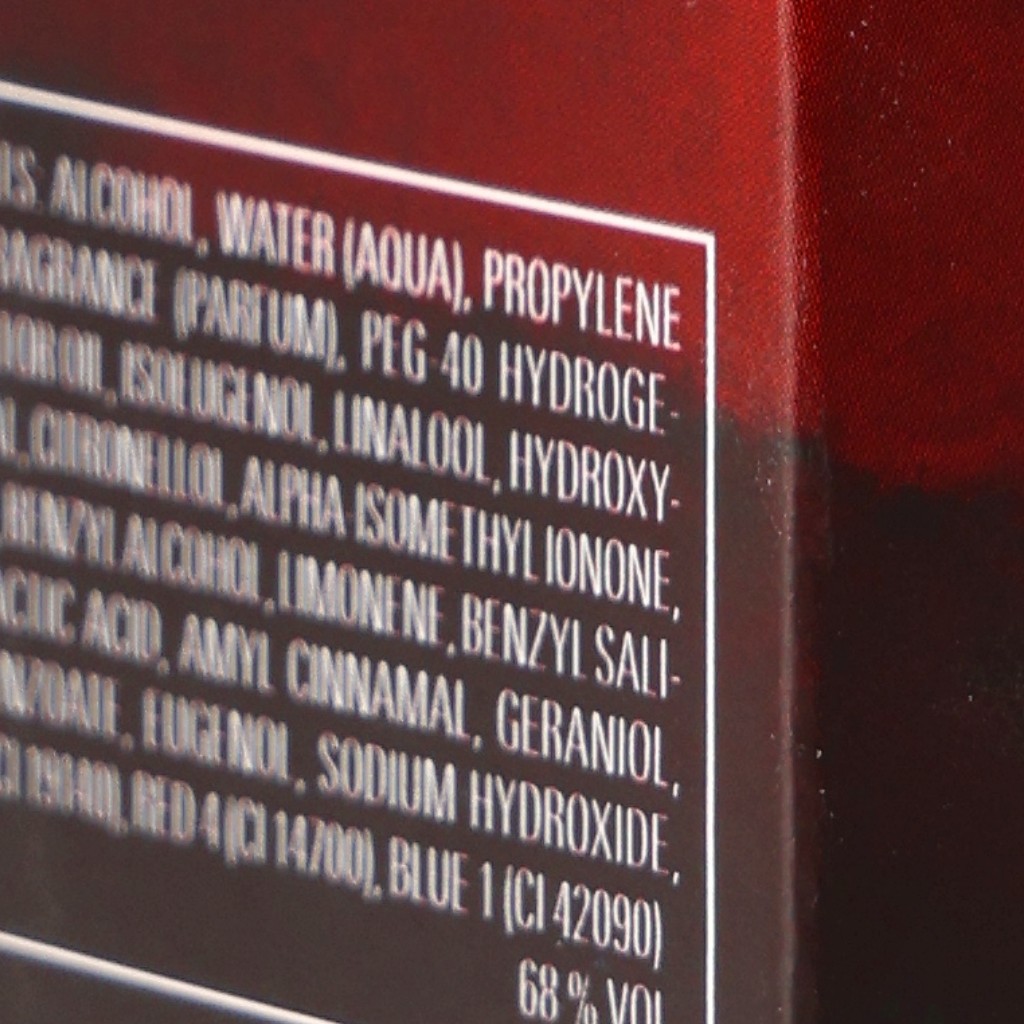 ALCOHOL, WATER (AQUA), PROPYLENE
(PARFUM), PEG-40 HYDROGE-
ISOEUGENOL, LINALOOL, HYDROXY-
CITRONELLOL, ALPHA ISOMETHYL IONONE,
BENZYL ALCOHOL, LIMONENE, BENZYL SALI-
ACID, AMYL CINNAMAL, GERANIOL,
EUGENOL, SODIUM HYDROXIDE,
RED 4 (CI 14700), BLUE 1 (CI 42090)
68 % VOL